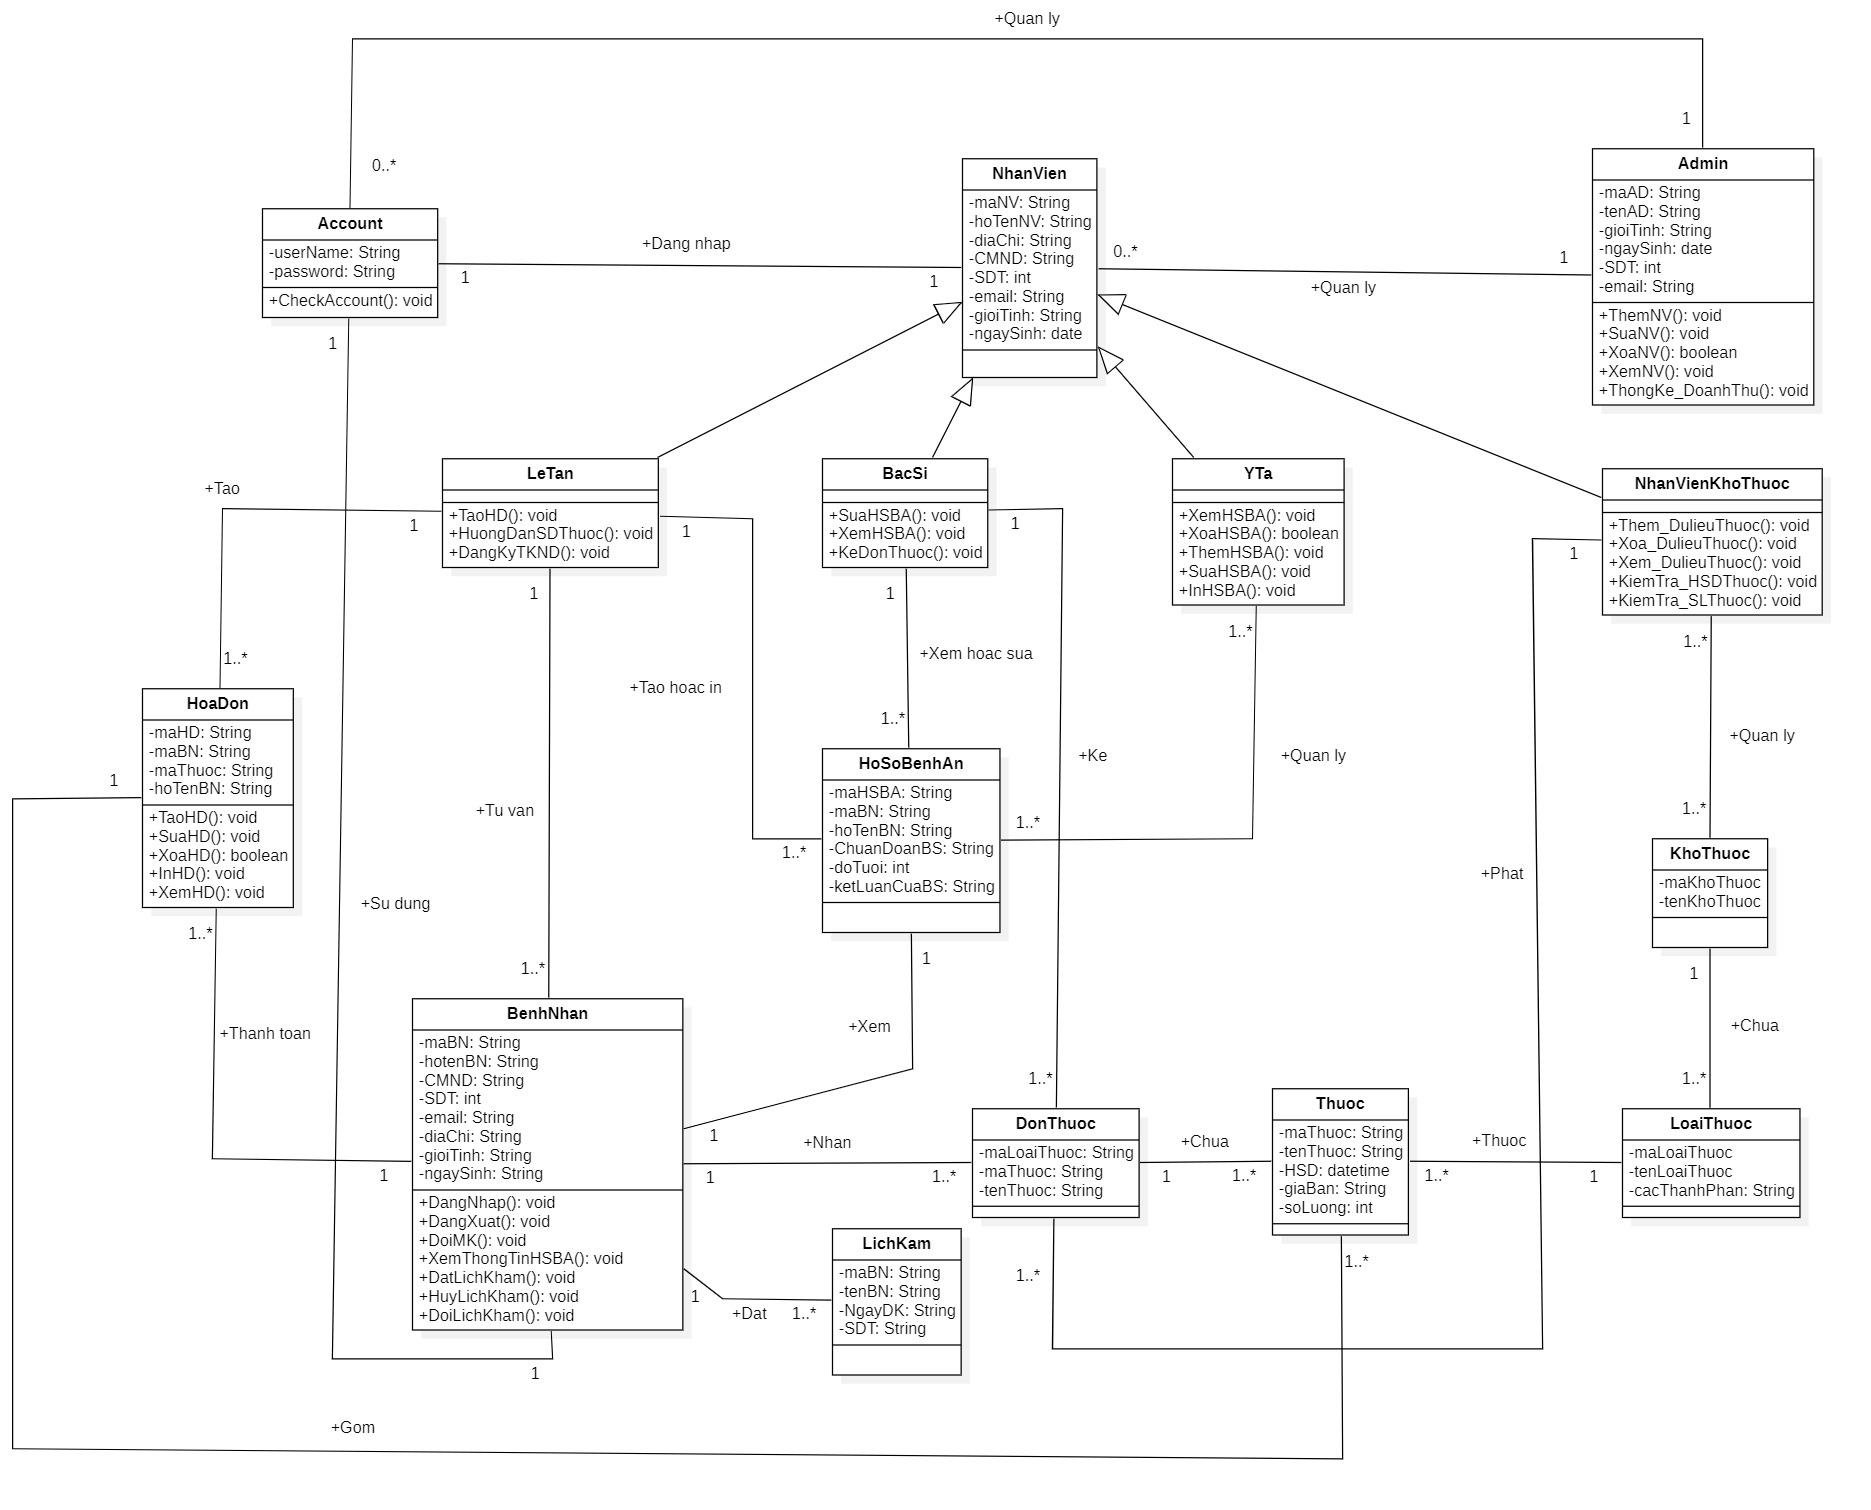 +Quan ly
1
0..*
NhanVien
-maNV: String
-hoTenNV: String
-diaChi: String
-CMND: String
-SDT: int
-email: String
-gioiTinh: String
-ngaySinh: date
Admin
-maAD: String
-tenAD: String
-gioiTinh: String
-ngaySinh: date
-SDT: int
-email: String
+ThemNV(): void
+SuaNV(): void
+XoaNV(): boolean
+XemNV(): void
+ThongKe_DoanhThu(): void
Account
-userName: String
-password: String
+CheckAccount(): void
+Dang nhap
1
1
0..*
1
+Quan ly
1
LeTan
+TaoHD(): void
+HuongDanSDThuoc(): void
+DangKyTKND(): void
BacSi
+SuaHSBA(): void
+XemHSBA(): void
+KeDonThuoc(): void
YTa
+XemHSBA(): void
+XoaHSBA(): boolean
+ThemHSBA(): void
+SuaHSBA(): void
+InHSBA(): void
NhanVienKhoThuoc
+Them_DulieuThuoc(): void
+Xoa_DulieuThuoc(): void
+Xem_DulieuThuoc(): void
+KiemTra_HSDThuoc(): void
+KiemTra_SLThuoc(): void
+Tao
1
1
1
1
1
1
1..*
1..*
1..*
+Xem hoac sua
+Tao hoac in
1..*
HoaDon
-maHD: String
-maBN: String
-maThuoc: String
-hoTenBN: String
+TaoHD(): void
+SuaHD(): void
+XoaHD(): boolean
+InHD(): void
+XemHD(): void
1
+Ke
+Quan ly
+Quan ly
HoSoBenhAn
-maHSBA: String
-maBN: String
-hoTenBN: String
-ChuanDoanBS: String
-doTuoi: int
-ketLuanCuaBS: String
+Tu van
1..*
1..*
1..*
KhoThuoc
-maKhoThuoc
-tenKhoThuoc
+Phat
+Su dung
1..*
1..*
1
1
+Thanh toan
+Xem
+Chua
BenhNhan
-maBN: String
-hotenBN: String
-CMND: String
-SDT: int
-email: String
-diaChi: String
-gioiTinh: String
-ngaySinh: String
+DangNhap(): void
+DangXuat(): void
+DoiMK(): void
+XemThongTinHSBA(): void
+DatLichKham(): void
+HuyLichKham(): void
+DoiLichKham(): void
1..*
1..*
1
1
+Nhan
1
1..*
DonThuoc
-maLoaiThuoc: String
-maThuoc: String
-tenThuoc: String
+Chua
1
1..*
Thuoc
-maThuoc: String
-tenThuoc: String
-HSD: datetime
-giaBan: String
-soLuong: int
+Thuoc
1..*
1
LoaiThuoc
-maLoaiThuoc
-tenLoaiThuoc
-cacThanhPhan: String
LichKam
-maBN: String
-tenBN: String
-NgayDK: String
-SDT: String
1
+Dat
1..*
1..*
1..*
1
+Gom